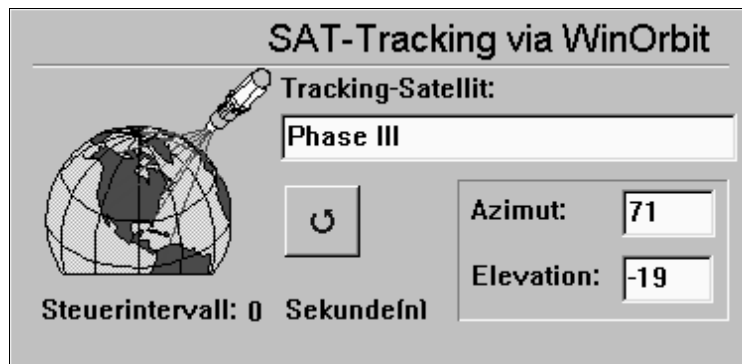 SAT-Tracking via WinOrbit
Tracking-Satellit:
Phase III
Azimut: 71
Elevation: -19
Steuerintervall: 0 Sekunde(n)